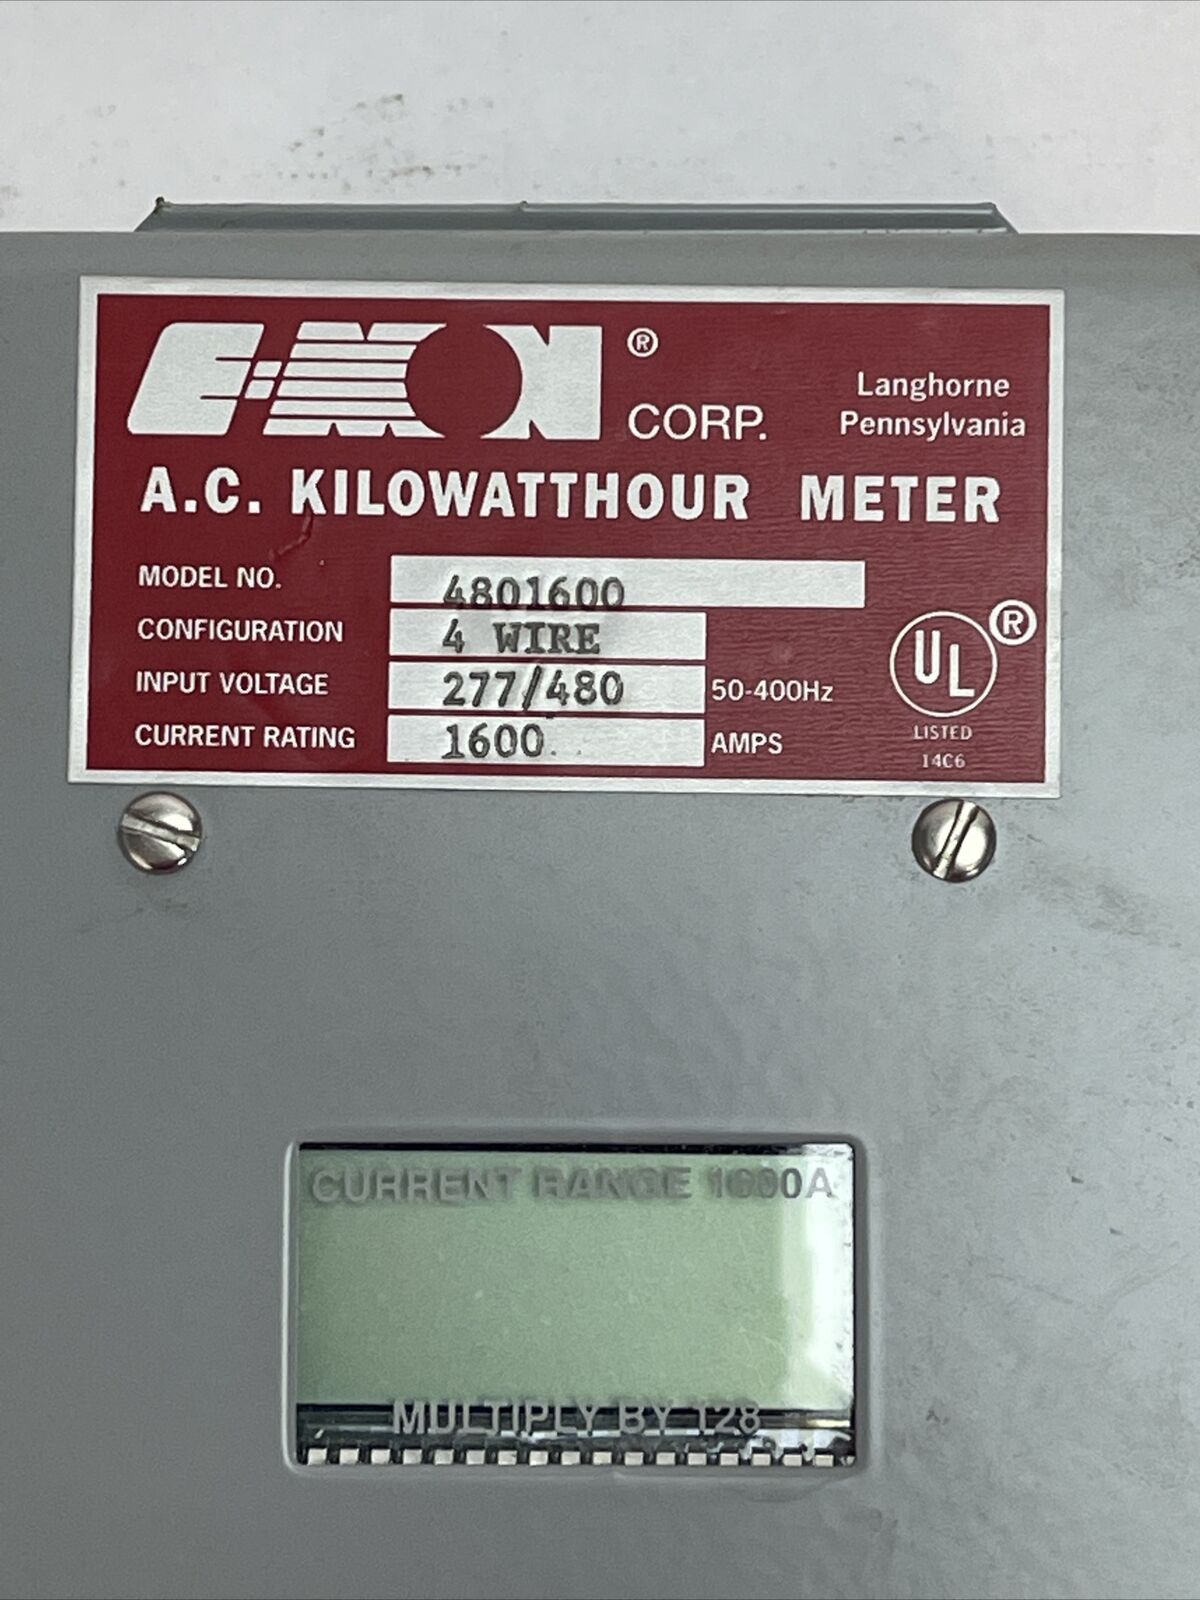 E-MON ®
CORP.
Langhorne
Pennsylvania
A.C. KILOWATTHOUR METER
MODEL NO. 4801600
CONFIGURATION 4 WIRE
INPUT VOLTAGE 277/480 50-400Hz
CURRENT RATING 1600 AMPS
UL ®
LISTED
14C6
CURRENT RANGE 1600A
MULTIPLY BY 128